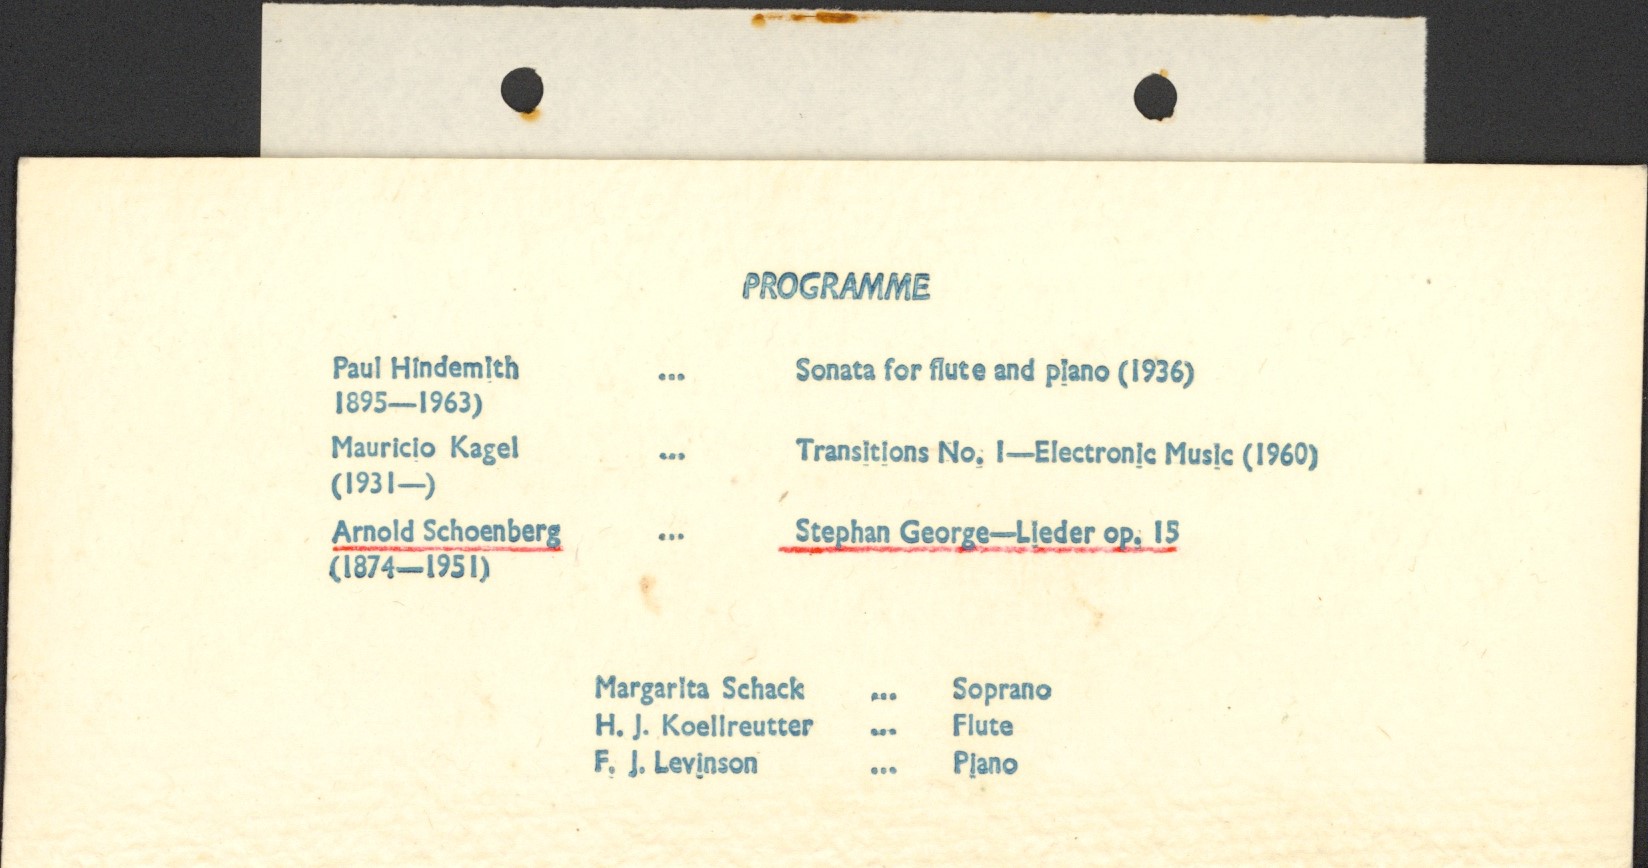 PROGRAMME
Paul Hindemith ... Sonata for flute and piano (1936)
1895—1963)
Mauricio Kagel ... Transitions No. 1—Electronic Music (1960)
(1931—)
Arnold Schoenberg ... Stephan George—Lieder op. 15
(1874—1951)
Margarita Schack ... Soprano
H. J. Koellreutter ... Flute
F. J. Levinson ... Piano